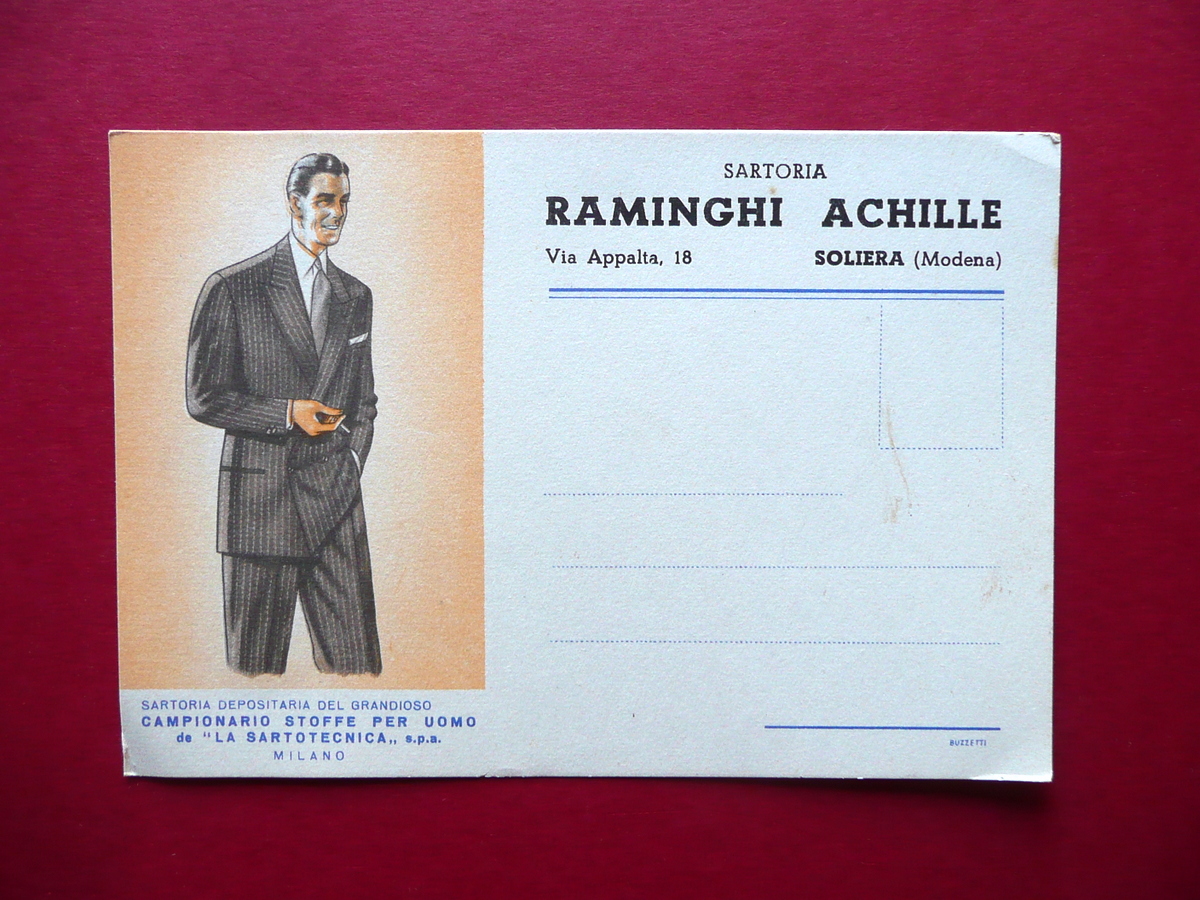 SARTORIA
RAMINGHI ACHILLE
Via Appalta, 18 SOLIERA (Modena)
SARTORIA DEPOSITARIA DEL GRANDIOSO
CAMPIONARIO STOFFE PER UOMO
de "LA SARTOTECNICA„ s.p.a.
MILANO
BUZZETTI